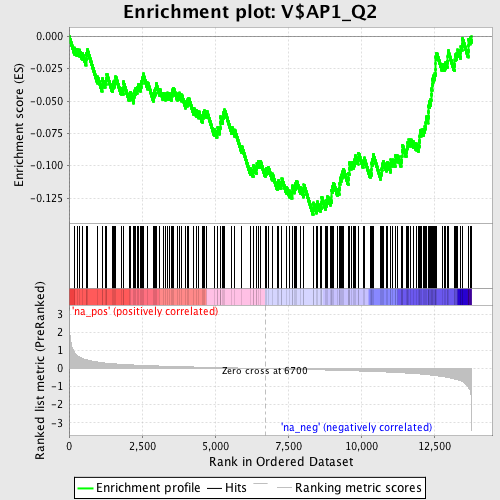 Enrichment plot: V$AP1_Q2
Enrichment score (ES)
0.000
-0.025
-0.050
-0.075
-0.100
-0.125
'na_pos' (positively correlated)
Ranked list metric (PreRanked)
3
2
1
0
-1
-2
-3
Zero cross at 6700
'na_neg' (negatively correlated)
0
2,500
5,000
7,500
10,000
12,500
Rank in Ordered Dataset
Enrichment profile
Hits
Ranking metric scores